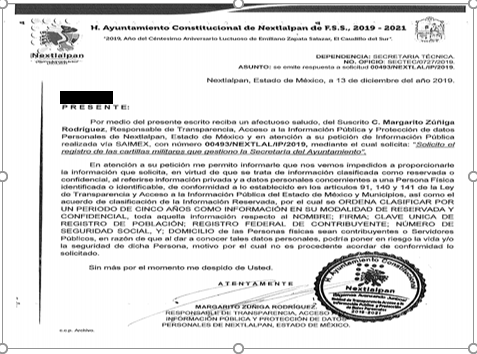 H. Ayuntamiento Constitucional de Nextlalpan de F.S.S., 2019 - 2021
"2019, Año del Centésimo Aniversario Luctuoso de Emiliano Zapata Salazar, El Caudillo del Sur".
Nextlalpan
DEPENDENCIA: SECRETARÍA TÉCNICA.
NO. OFICIO: SECTEC/0727/2019.
ASUNTO: se emite respuesta a solicitud 00493/NEXTLAL/IP/2019.
Nextlalpan, Estado de México, a 13 de diciembre del año 2019.
P R E S E N T E:
Por medio del presente escrito reciba un afectuoso saludo, del Suscrito C. Margarito Zúñiga
Rodríguez, Responsable de Transparencia, Acceso a la Información Pública y Protección de datos
Personales de Nextlalpan, Estado de México y en atención a su petición de Información Pública
realizada vía SAIMEX, con número 00493/NEXTLAL/IP/2019, mediante el cual solicita: "Solicito el
registro de las cartillas militares que gestiono la Secretaria del Ayuntamiento".
En atención a su petición me permito informarle que nos vemos impedidos a proporcionarle
la información que solicita, en virtud de que se trata de información clasificada como reservada o
confidencial, al referirse información privada y a datos personales concernientes a una Persona Física
Identificada o identificable, de conformidad a lo establecido en los artículos 91, 140 y 141 de la Ley
de Transparencia y Acceso a la Información Pública del Estado de México y Municipios, así como el
acuerdo de clasificación de la Información Reservada, por el cual se ORDENA CLASIFICAR POR
UN PERIODO DE CINCO AÑOS COMO INFORMACIÓN EN SU MODALIDAD DE RESERVADA Y
CONFIDENCIAL, toda aquella información respecto al NOMBRE; FIRMA; CLAVE UNICA DE
REGISTRO DE POBLACIÓN; REGISTRO FEDERAL DE CONTRIBUYENTE; NÚMERO DE
SEGURIDAD SOCIAL, Y; DOMICILIO de las Personas físicas sean contribuyentes o Servidores
Públicos, en razón de que al dar a conocer tales datos personales, podría poner en riesgo la vida y/o
la seguridad de dicha Persona, motivo por el cual no es procedente acordar de conformidad lo
solicitado.
Sin más por el momento me despido de Usted.
A T E N T A M E N T E
MARGARITO ZÚÑIGA RODRÍGUEZ.
RESPONSABLE DE TRANSPARENCIA, ACCESO
INFORMACIÓN PÚBLICA Y PROTECCIÓN DE DATOS
PERSONALES DE NEXTLALPAN, ESTADO DE MÉXICO.
H. Ayuntamiento Constitucional
Nextlalpan
2019-2021
c.c.p. Archivo.